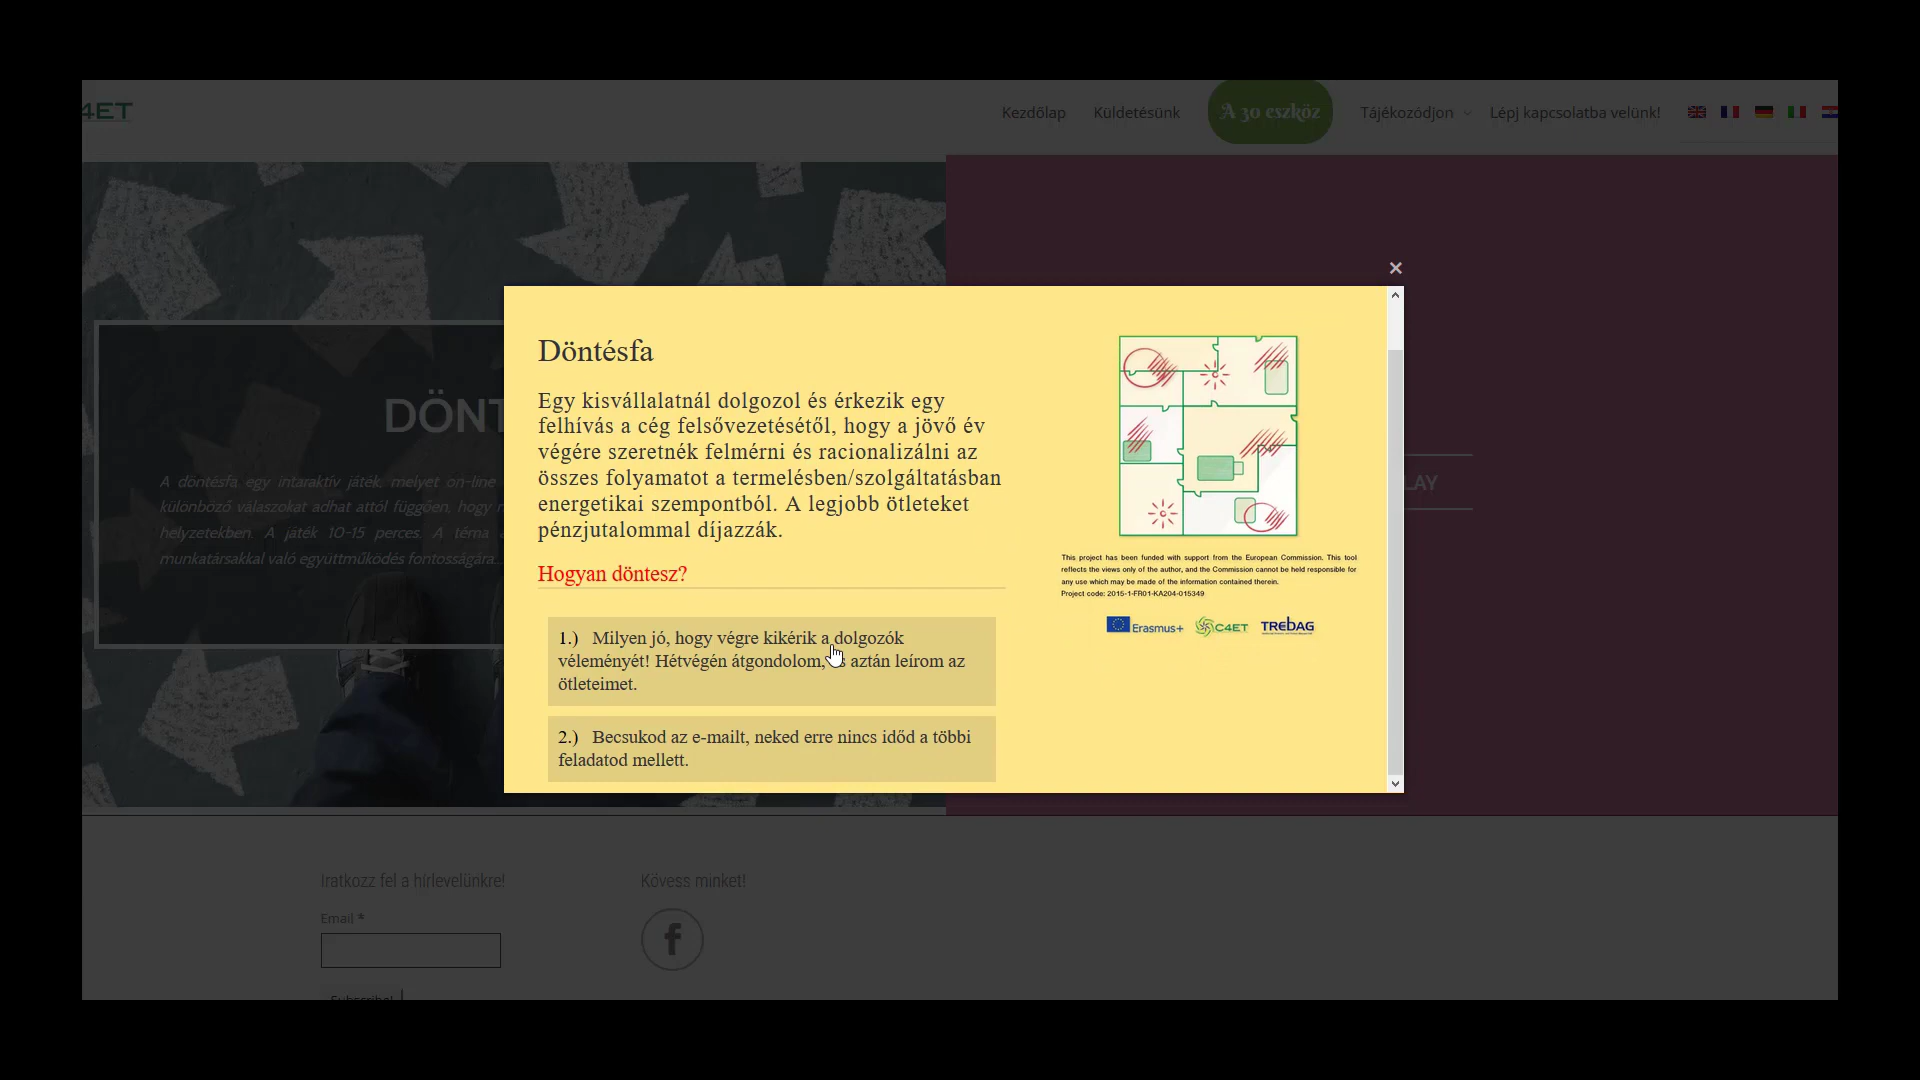 4ET
Kezdőlap
Küldetésünk
A 30 eszköz
Tájékozódjon
Lépj kapcsolatba velünk!
DÖNT
A döntésfa egy interaktív játék, melyet on-line
különböző válaszokat adhat attól függően, hogy
helyzetekben. A játék 10-15 perces. A téma
munkatársakkal való együttműködés fontosságára...
LAY
Döntésfa
Egy kisvállalatnál dolgozol és érkezik egy
felhívás a cég felsővezetésétől, hogy a jövő év
végére szeretnék felmérni és racionalizálni az
összes folyamatot a termelésben/szolgáltatásban
energetikai szempontból. A legjobb ötleteket
pénzjutalommal díjazzák.
Hogyan döntesz?
1.) Milyen jó, hogy végre kikérik a dolgozók
véleményét! Hétvégén átgondolom, aztán leírom az
ötleteimet.
2.) Becsukod az e-mailt, neked erre nincs időd a többi
feladatod mellett.
This project has been funded with support from the European Commission. This tool
reflects the views only of the author, and the Commission cannot be held responsible for
any use which may be made of the information contained therein.
Project code: 2015-1-FR01-KA204-015349
Erasmus+
C4ET
TREBAG
Iratkozz fel a hírlevelünkre!
Email *
Kövess minket!
Subscribe!